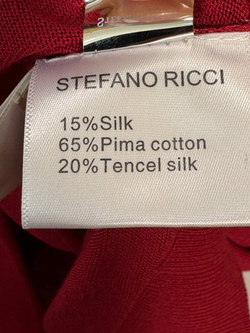 STEFANO RICCI
15%Silk
65%Pima cotton
20%Tencel silk